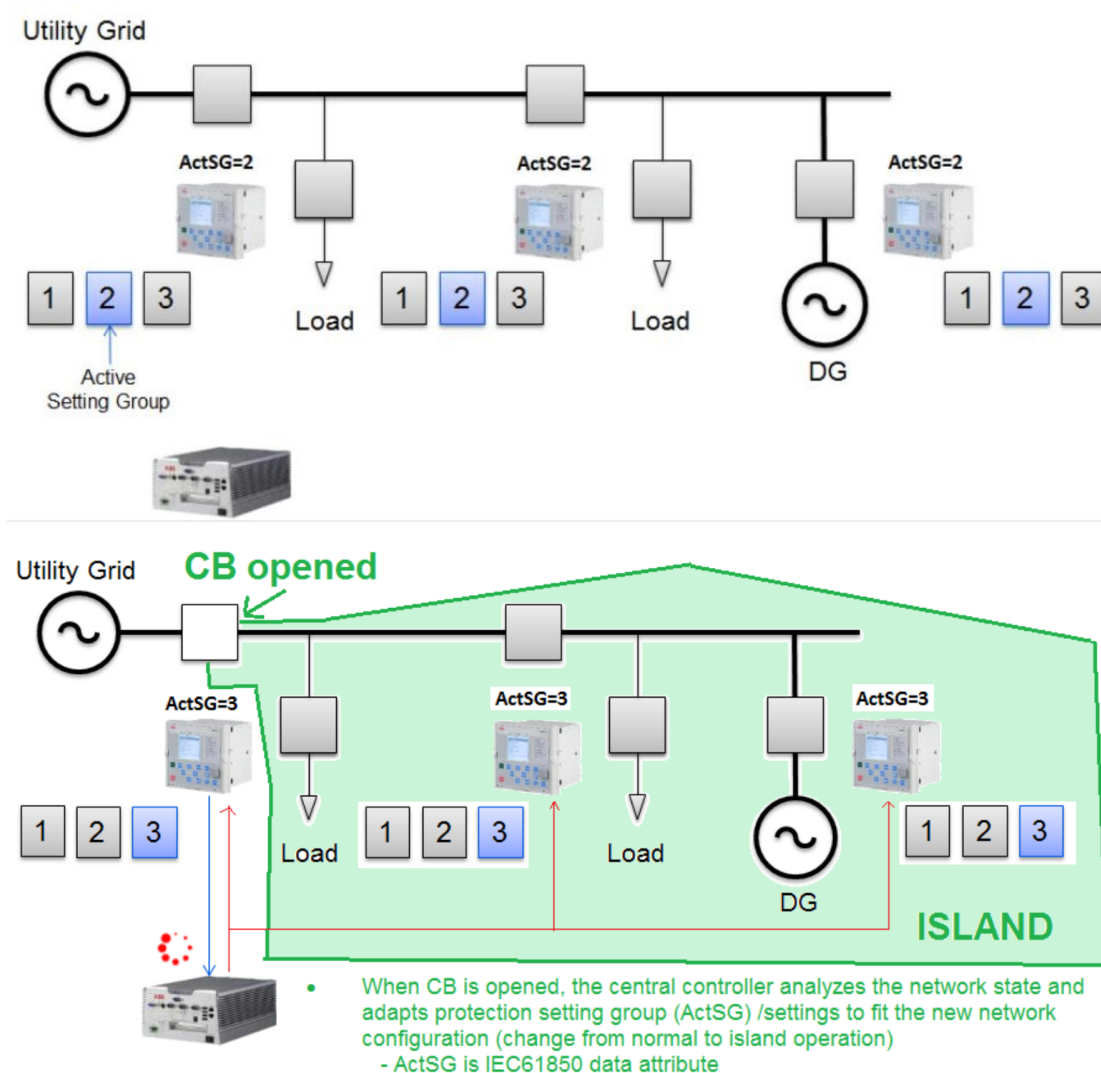 Utility Grid
ActSG=2
ActSG=2
ActSG=2
1 2 3
Load
1 2 3
Load
DG
1 2 3
Active
Setting Group
Utility Grid
CB opened
ActSG=3
ActSG=3
ActSG=3
1 2 3
Load
1 2 3
Load
DG
1 2 3
ISLAND
• When CB is opened, the central controller analyzes the network state and
adapts protection setting group (ActSG) /settings to fit the new network
configuration (change from normal to island operation)
- ActSG is IEC61850 data attribute